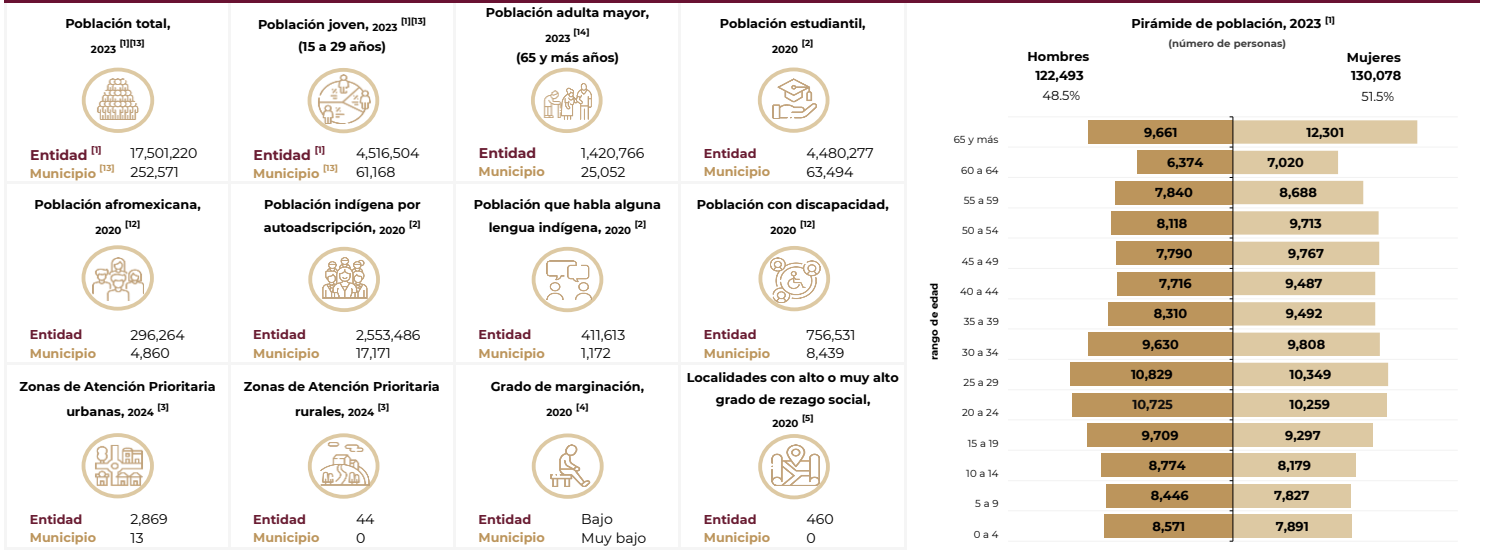 Población total,
2023 [1][13]
Entidad [1] 17,501,220
Municipio [13] 252,571
Población joven, 2023 [1][13]
(15 a 29 años)
Entidad [1] 4,516,504
Municipio [13] 61,168
Población adulta mayor,
2023 [14]
(65 y más años)
Entidad 1,420,766
Municipio 25,052
Población estudiantil,
2020 [2]
Entidad 4,480,277
Municipio 63,494
Población afromexicana,
2020 [12]
Entidad 296,264
Municipio 4,860
Población indígena por
autoadscripción, 2020 [2]
Entidad 2,553,486
Municipio 17,171
Población que habla alguna
lengua indígena, 2020 [2]
Entidad 411,613
Municipio 1,172
Población con discapacidad,
2020 [12]
Entidad 756,531
Municipio 8,439
Zonas de Atención Prioritaria
urbanas, 2024 [3]
Entidad 2,869
Municipio 13
Zonas de Atención Prioritaria
rurales, 2024 [3]
Entidad 44
Municipio 0
Grado de marginación,
2020 [4]
Entidad Bajo
Municipio Muy bajo
Localidades con alto o muy alto
grado de rezago social,
2020 [5]
Entidad 460
Municipio 0
Pirámide de población, 2023 [1]
(número de personas)
Hombres Mujeres
122,493 130,078
48.5% 51.5%
rango de edad
65 y más 9,661 12,301
60 a 64 6,374 7,020
55 a 59 7,840 8,688
50 a 54 8,118 9,713
45 a 49 7,790 9,767
40 a 44 7,716 9,487
35 a 39 8,310 9,492
30 a 34 9,630 9,808
25 a 29 10,829 10,349
20 a 24 10,725 10,259
15 a 19 9,709 9,297
10 a 14 8,774 8,179
5 a 9 8,446 7,827
0 a 4 8,571 7,891